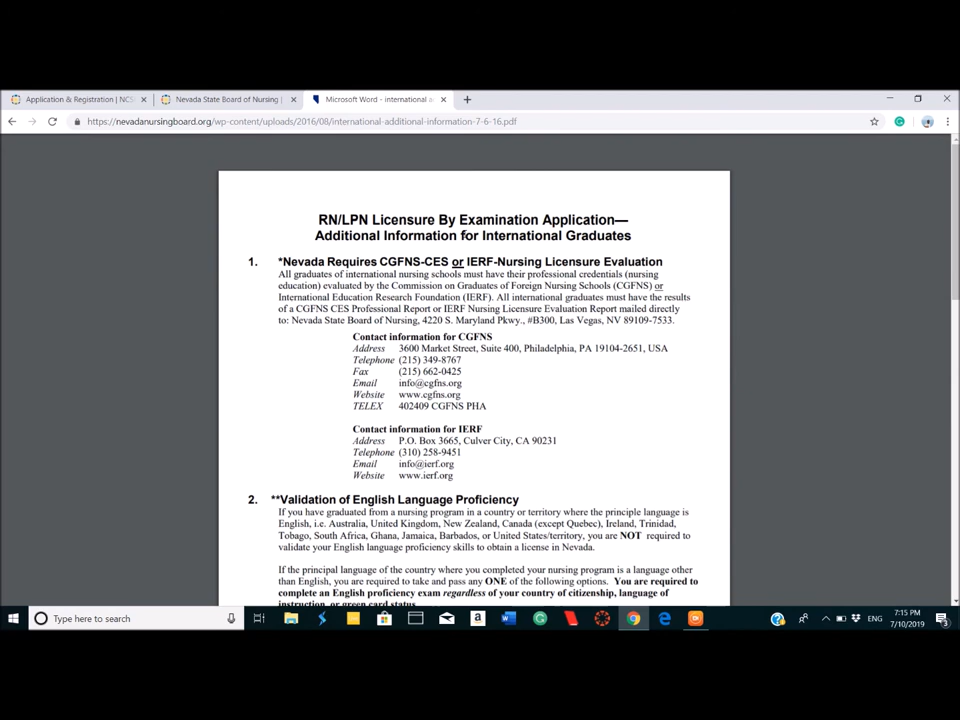 Application & Registration | NCS
Nevada State Board of Nursing |
Microsoft Word - international a
https://nevadanursingboard.org/wp-content/uploads/2016/08/international-additional-information-7-6-16.pdf
RN/LPN Licensure By Examination Application—
Additional Information for International Graduates
1. *Nevada Requires CGFNS-CES or IERF-Nursing Licensure Evaluation
All graduates of international nursing schools must have their professional credentials (nursing
education) evaluated by the Commission on Graduates of Foreign Nursing Schools (CGFNS) or
International Education Research Foundation (IERF). All international graduates must have the results
of a CGFNS CES Professional Report or IERF Nursing Licensure Evaluation Report mailed directly
to: Nevada State Board of Nursing, 4220 S. Maryland Pkwy., #B300, Las Vegas, NV 89109-7533.
Contact information for CGFNS
Address 3600 Market Street, Suite 400, Philadelphia, PA 19104-2651, USA
Telephone (215) 349-8767
Fax (215) 662-0425
Email info@cgfns.org
Website www.cgfns.org
TELEX 402409 CGFNS PHA
Contact information for IERF
Address P.O. Box 3665, Culver City, CA 90231
Telephone (310) 258-9451
Email info@ierf.org
Website www.ierf.org
2. **Validation of English Language Proficiency
If you have graduated from a nursing program in a country or territory where the principle language is
English, i.e. Australia, United Kingdom, New Zealand, Canada (except Quebec), Ireland, Trinidad,
Tobago, South Africa, Ghana, Jamaica, Barbados, or United States/territory, you are NOT required to
validate your English language proficiency skills to obtain a license in Nevada.
If the principal language of the country where you completed your nursing program is a language other
than English, you are required to take and pass any ONE of the following options. You are required to
complete an English proficiency exam regardless of your country of citizenship, language of
instruction, or green card status.
Type here to search
ENG
7:15 PM
7/10/2019